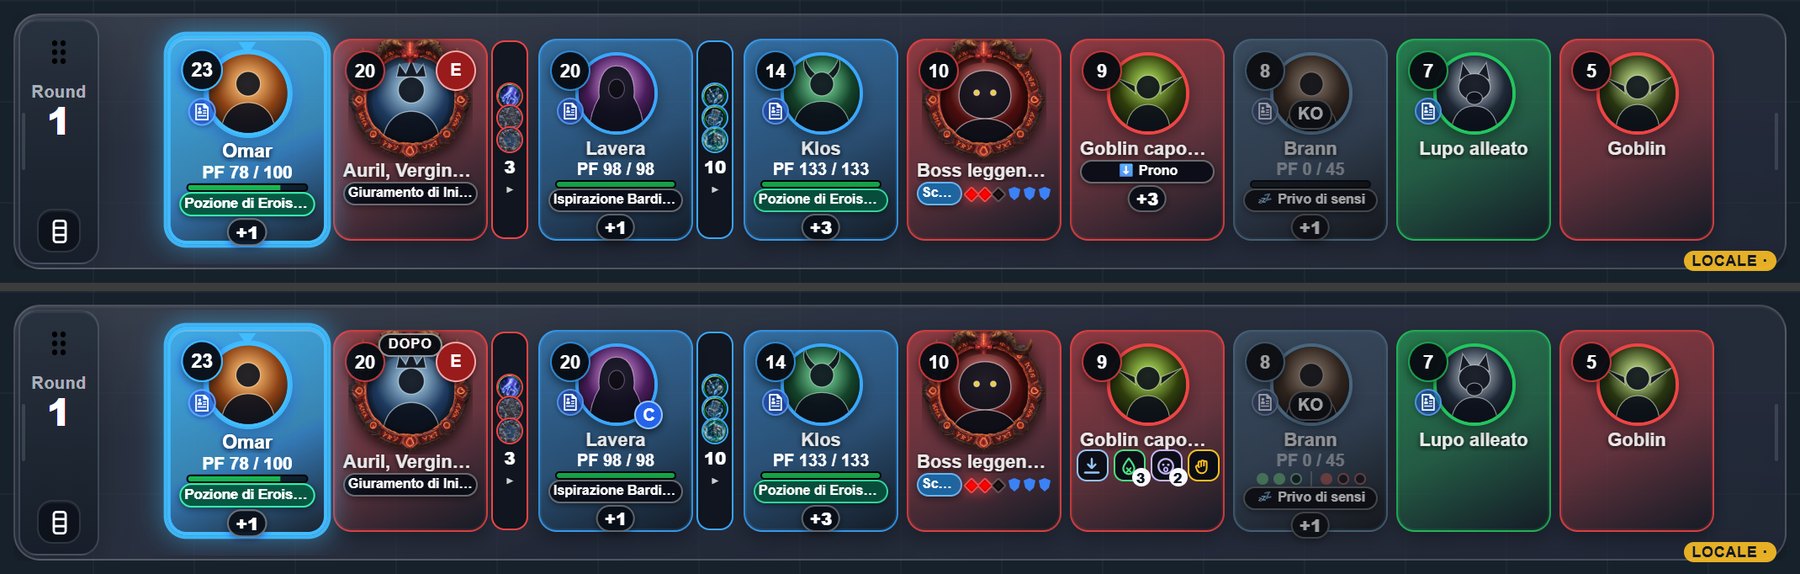 Round
1
23
Omar
PF 78 / 100
Pozione di Erois...
+1
20
E
Auril, Vergin...
Giuramento di Ini...
3
20
Lavera
PF 98 / 98
Ispirazione Bardi...
+1
10
14
Klos
PF 133 / 133
Pozione di Erois...
+3
10
Boss leggen...
Sc...
9
Goblin capo...
Prono
+3
8
KO
Brann
PF 0 / 45
Privo di sensi
+1
7
Lupo alleato
5
Goblin
LOCALE ·
Round
1
23
Omar
PF 78 / 100
Pozione di Erois...
+1
20
DOPO
E
Auril, Vergin...
Giuramento di Ini...
3
20
C
Lavera
PF 98 / 98
Ispirazione Bardi...
+1
10
14
Klos
PF 133 / 133
Pozione di Erois...
+3
10
Boss leggen...
Sc...
9
Goblin capo...
3
2
8
KO
Brann
PF 0 / 45
Privo di sensi
+1
7
Lupo alleato
5
Goblin
LOCALE ·